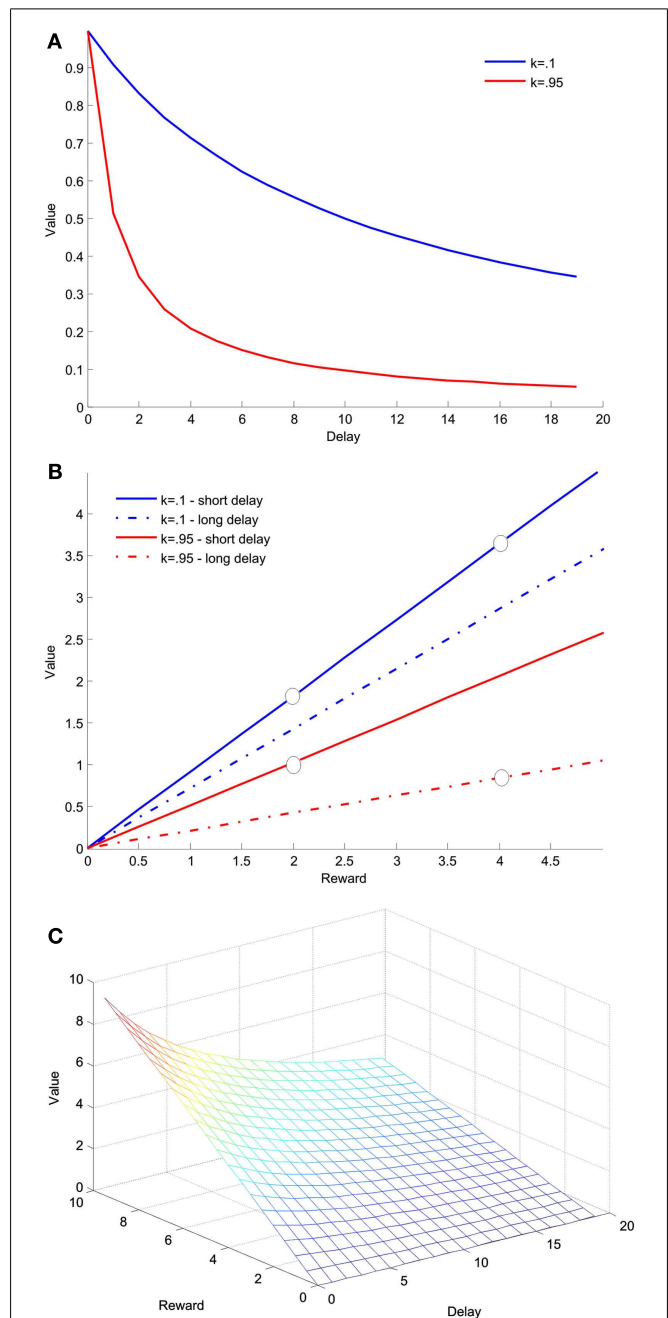 A
k=.1
k=.95
0.9
0.8
0.7
0.6
0.5
0.4
0.3
0.2
0.1
0
Value
0 2 4 6 8 10 12 14 16 18 20
Delay
B
k=.1 - short delay
k=.1 - long delay
k=.95 - short delay
k=.95 - long delay
4
3.5
3
2.5
2
1.5
1
0.5
0
Value
0 0.5 1 1.5 2 2.5 3 3.5 4 4.5
Reward
C
10
8
6
4
2
0
Value
10 8 6 4 2 0
Reward
0 5 10 15 20
Delay